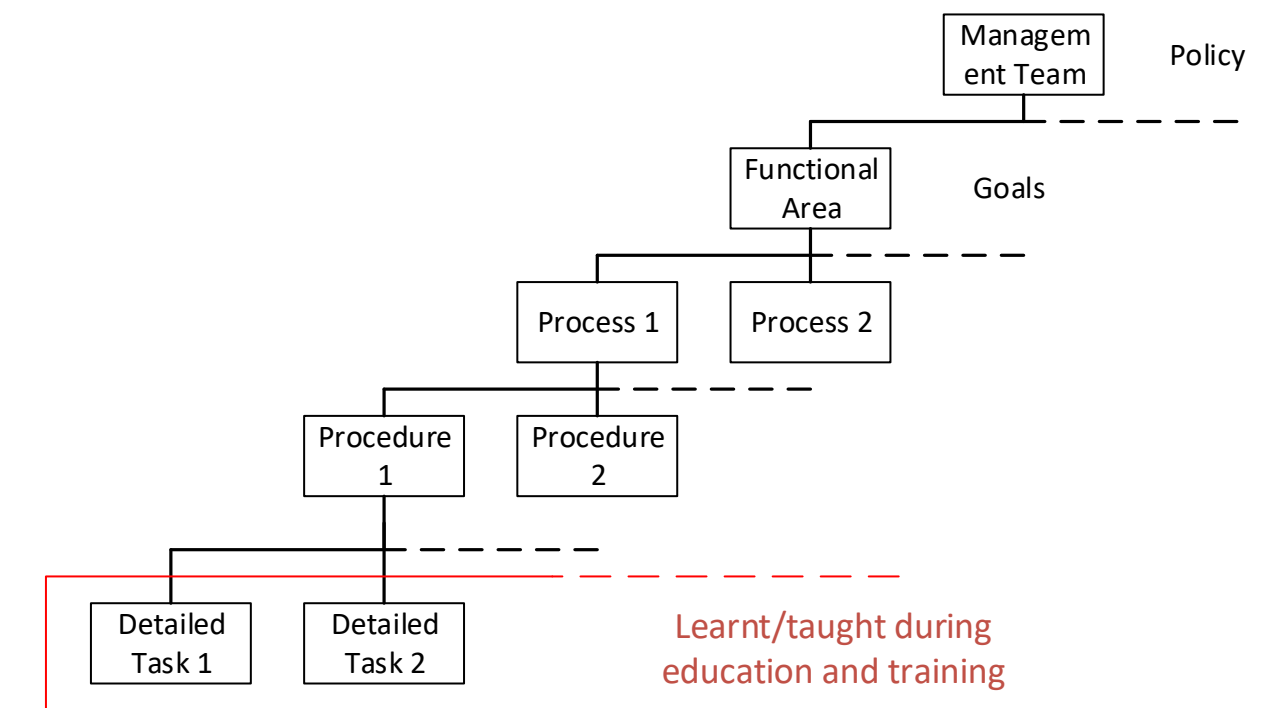 Managem
ent Team
Policy
Functional
Area
Goals
Process 1
Process 2
Procedure
1
Procedure
2
Detailed
Task 1
Detailed
Task 2
Learnt/taught during
education and training